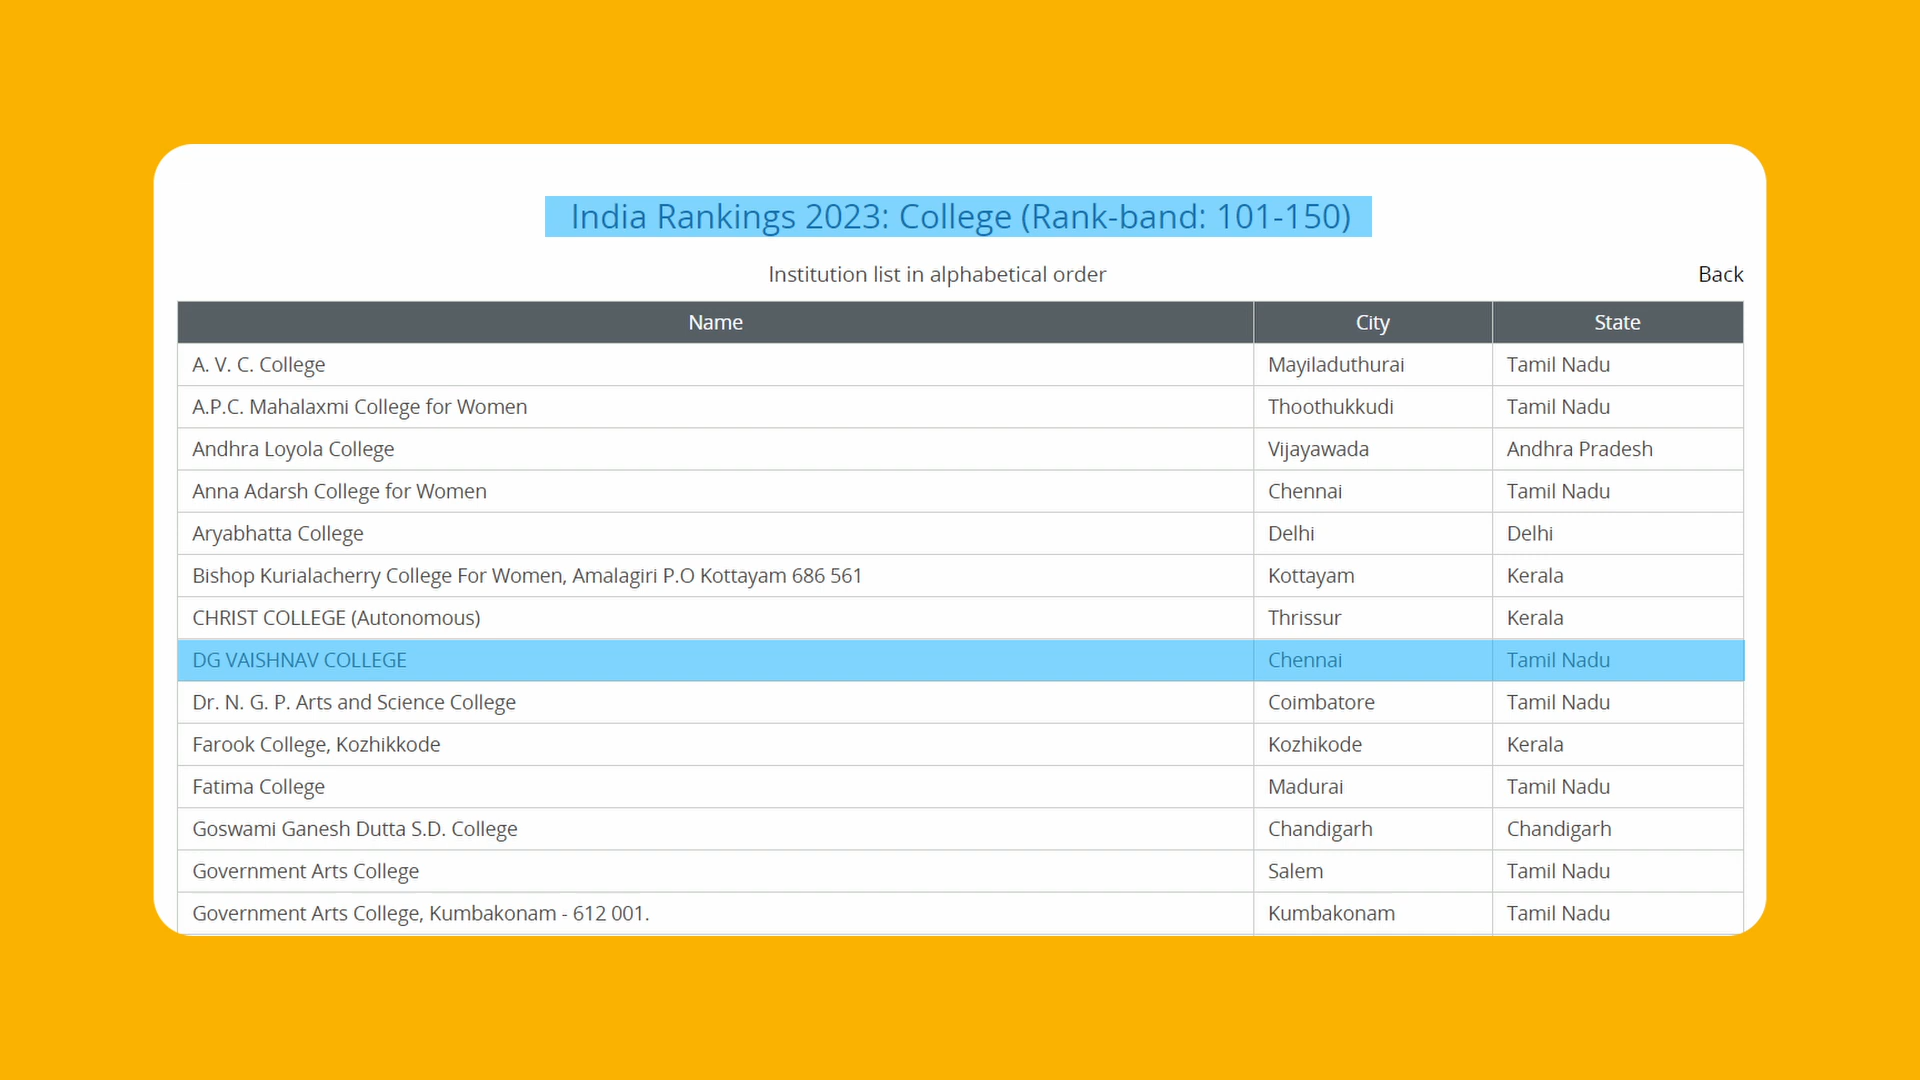 India Rankings 2023: College (Rank-band: 101-150)
Institution list in alphabetical order Back
Name City State
A. V. C. College Mayiladuthurai Tamil Nadu
A.P.C. Mahalaxmi College for Women Thoothukkudi Tamil Nadu
Andhra Loyola College Vijayawada Andhra Pradesh
Anna Adarsh College for Women Chennai Tamil Nadu
Aryabhatta College Delhi Delhi
Bishop Kurialacherry College For Women, Amalagiri P.O Kottayam 686 561 Kottayam Kerala
CHRIST COLLEGE (Autonomous) Thrissur Kerala
DG VAISHNAV COLLEGE Chennai Tamil Nadu
Dr. N. G. P. Arts and Science College Coimbatore Tamil Nadu
Farook College, Kozhikkode Kozhikode Kerala
Fatima College Madurai Tamil Nadu
Goswami Ganesh Dutta S.D. College Chandigarh Chandigarh
Government Arts College Salem Tamil Nadu
Government Arts College, Kumbakonam - 612 001. Kumbakonam Tamil Nadu